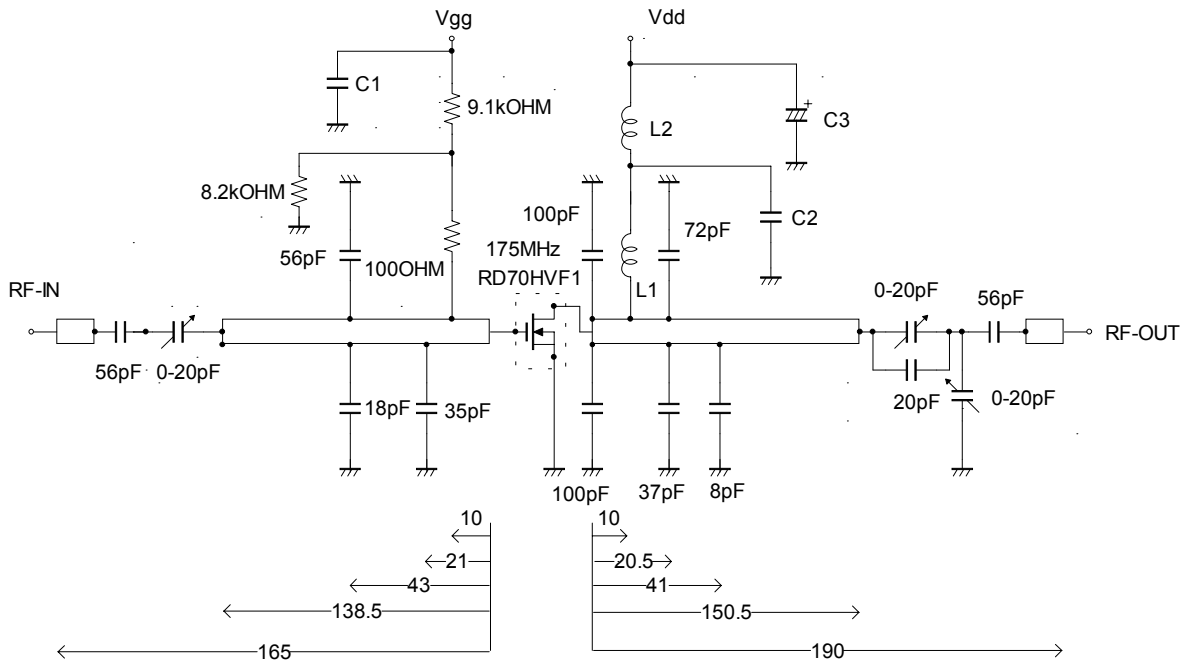 Vgg
Vdd
C1
9.1kOHM
L2
C3
8.2kOHM
100pF
72pF
C2
56pF
100OHM
175MHz
RD70HVF1
L1
RF-IN
0-20pF
56pF
RF-OUT
56pF
0-20pF
18pF
35pF
20pF
0-20pF
100pF
37pF
8pF
10
10
21
20.5
43
41
138.5
150.5
165
190